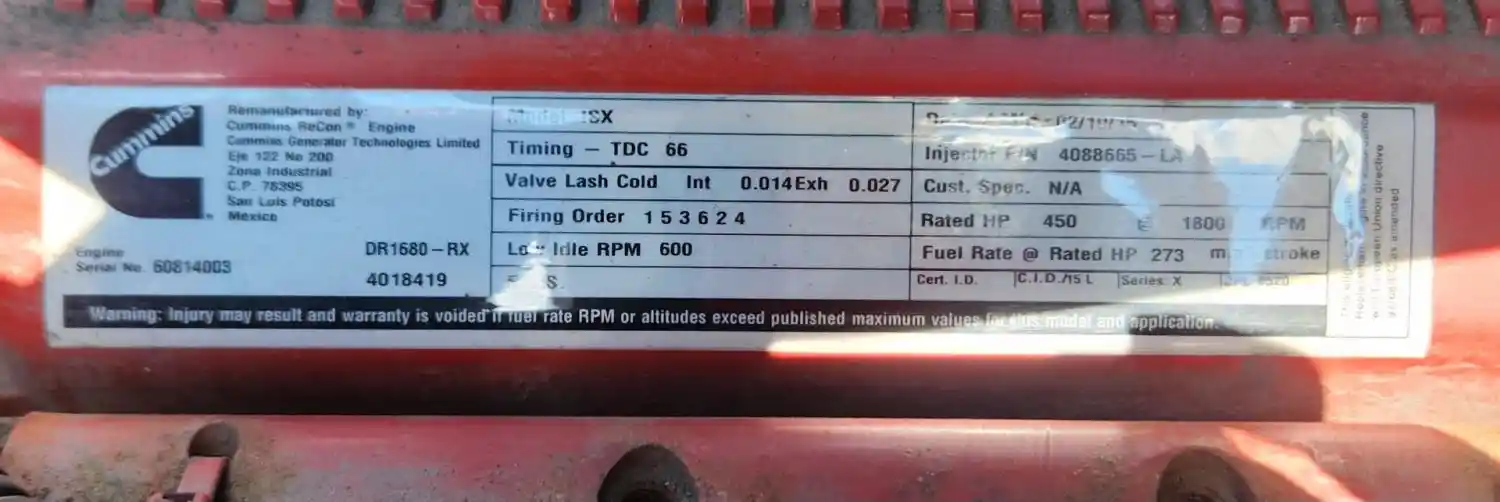 Cummins
Remanufactured by:
Cummins ReCon ® Engine
Cummins Generator Technologies Limited
Eje 122 No 200
Zona Industrial
C.P. 78395
San Luis Potosi
Mexico
Engine
Serial No. 60814003
DR1680-RX
4018419
Model ISX
Timing - TDC 66
Valve Lash Cold Int 0.014 Exh 0.027
Firing Order 1 5 3 6 2 4
Low Idle RPM 600
Injector P/N 4088665-LA
Cust. Spec. N/A
Rated HP 450 @ 1800 RPM
Fuel Rate @ Rated HP 273 stroke
Cert. I.D. C.I.D./15 L Series X
Warning: Injury may result and warranty is voided if fuel rate RPM or altitudes exceed published maximum values for this model and application.